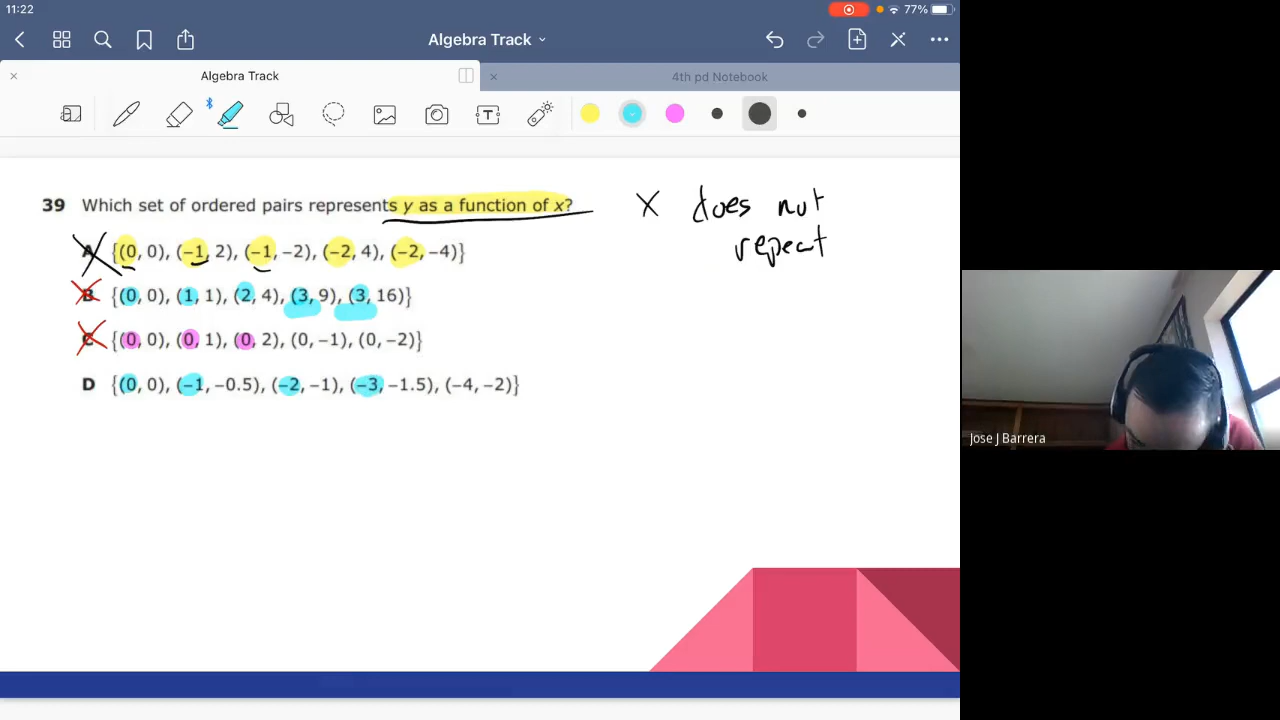 11:22
77%
Algebra Track
Algebra Track
4th pd Notebook
T
39 Which set of ordered pairs represents y as a function of x?
x does not
repeat
A {(0, 0), (−1, 2), (−1, −2), (−2, 4), (−2, −4)}
B {(0, 0), (1, 1), (2, 4), (3, 9), (3, 16)}
C {(0, 0), (0, 1), (0, 2), (0, −1), (0, −2)}
D {(0, 0), (−1, −0.5), (−2, −1), (−3, −1.5), (−4, −2)}
Jose J Barrera